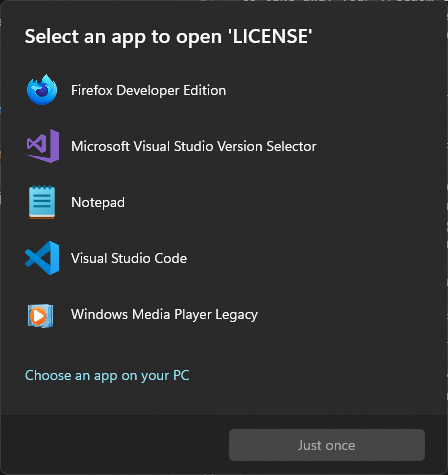 Select an app to open 'LICENSE'
Firefox Developer Edition
Microsoft Visual Studio Version Selector
Notepad
Visual Studio Code
Windows Media Player Legacy
Choose an app on your PC
Just once